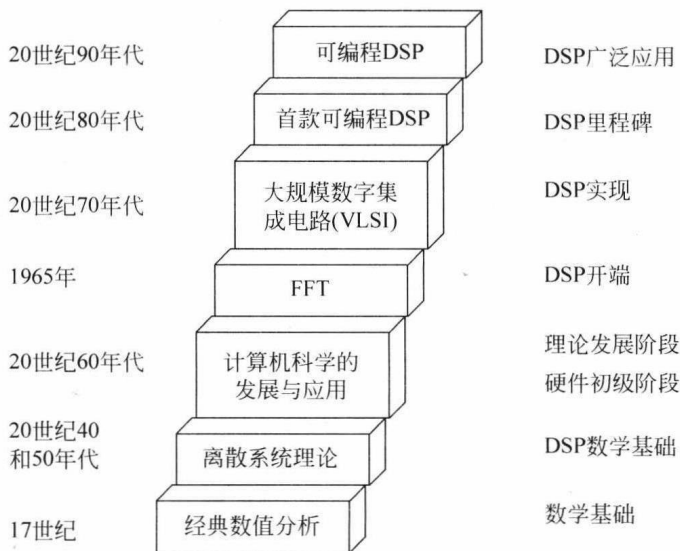 20世纪90年代 可编程DSP DSP广泛应用
20世纪80年代 首款可编程DSP DSP里程碑
20世纪70年代 大规模数字集 DSP实现
成电路(VLSI)
1965年 FFT DSP开端
20世纪60年代 计算机科学的 理论发展阶段
发展与应用 硬件初级阶段
20世纪40
和50年代 离散系统理论 DSP数学基础
17世纪 经典数值分析 数学基础